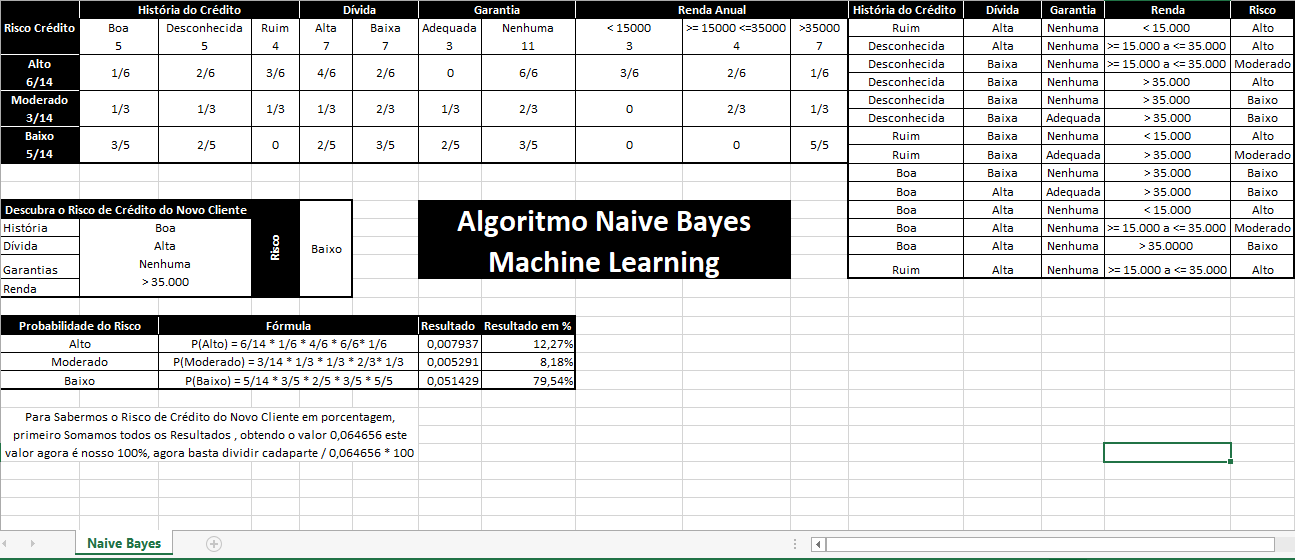 História do Crédito Dívida Garantia Renda Anual
Risco Crédito Boa Desconhecida Ruim Alta Baixa Adequada Nenhuma < 15000 >= 15000 <=35000 >35000
5 5 4 7 7 3 11 3 4 7
Alto
6/14
1/6 2/6 3/6 4/6 2/6 0 6/6 3/6 2/6 1/6
Moderado
3/14
1/3 1/3 1/3 1/3 2/3 1/3 2/3 0 2/3 1/3
Baixo
5/14
3/5 2/5 0 2/5 3/5 2/5 3/5 0 0 5/5
História do Crédito Dívida Garantia Renda Risco
Ruim Alta Nenhuma < 15.000 Alto
Desconhecida Alta Nenhuma >= 15.000 a <= 35.000 Alto
Desconhecida Baixa Nenhuma >= 15.000 a <= 35.000 Moderado
Desconhecida Baixa Nenhuma > 35.000 Alto
Desconhecida Baixa Nenhuma > 35.000 Baixo
Desconhecida Baixa Adequada > 35.000 Baixo
Ruim Baixa Nenhuma < 15.000 Alto
Ruim Baixa Adequada > 35.000 Moderado
Boa Baixa Nenhuma > 35.000 Baixo
Boa Alta Adequada > 35.000 Baixo
Boa Alta Nenhuma < 15.000 Alto
Boa Alta Nenhuma >= 15.000 a <= 35.000 Moderado
Boa Alta Nenhuma > 35.0000 Baixo
Ruim Alta Nenhuma >= 15.000 a <= 35.000 Alto
Descubra o Risco de Crédito do Novo Cliente
História Boa
Dívida Alta
Garantias Nenhuma
Renda > 35.000
Risco
Baixo
Algoritmo Naive Bayes
Machine Learning
Probabilidade do Risco Fórmula Resultado Resultado em %
Alto P(Alto) = 6/14 * 1/6 * 4/6 * 6/6* 1/6 0,007937 12,27%
Moderado P(Moderado) = 3/14 * 1/3 * 1/3 * 2/3* 1/3 0,005291 8,18%
Baixo P(Baixo) = 5/14 * 3/5 * 2/5 * 3/5 * 5/5 0,051429 79,54%
Para Sabermos o Risco de Crédito do Novo Cliente em porcentagem,
primeiro Somamos todos os Resultados , obtendo o valor 0,064656 este
valor agora é nosso 100%, agora basta dividir cadaparte / 0,064656 * 100
Naive Bayes